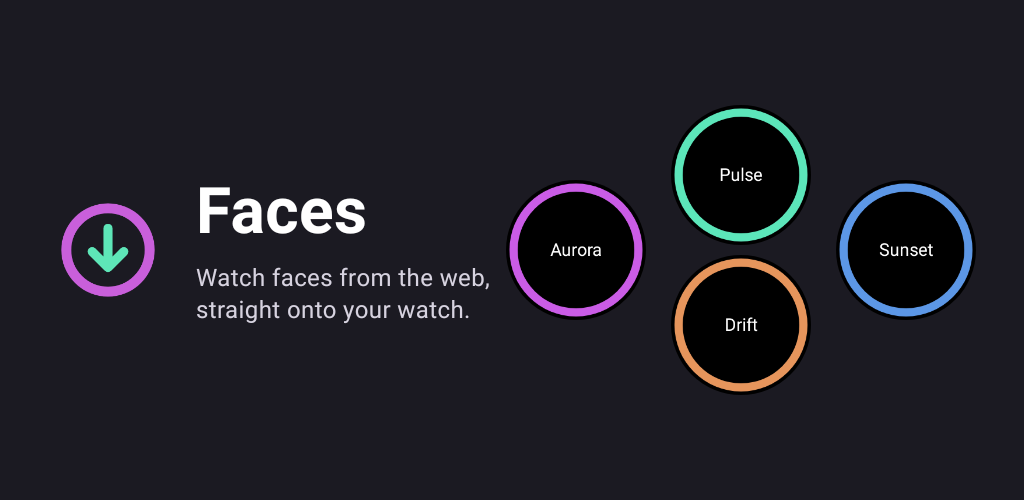 Faces
Watch faces from the web,
straight onto your watch.
Aurora
Pulse
Drift
Sunset